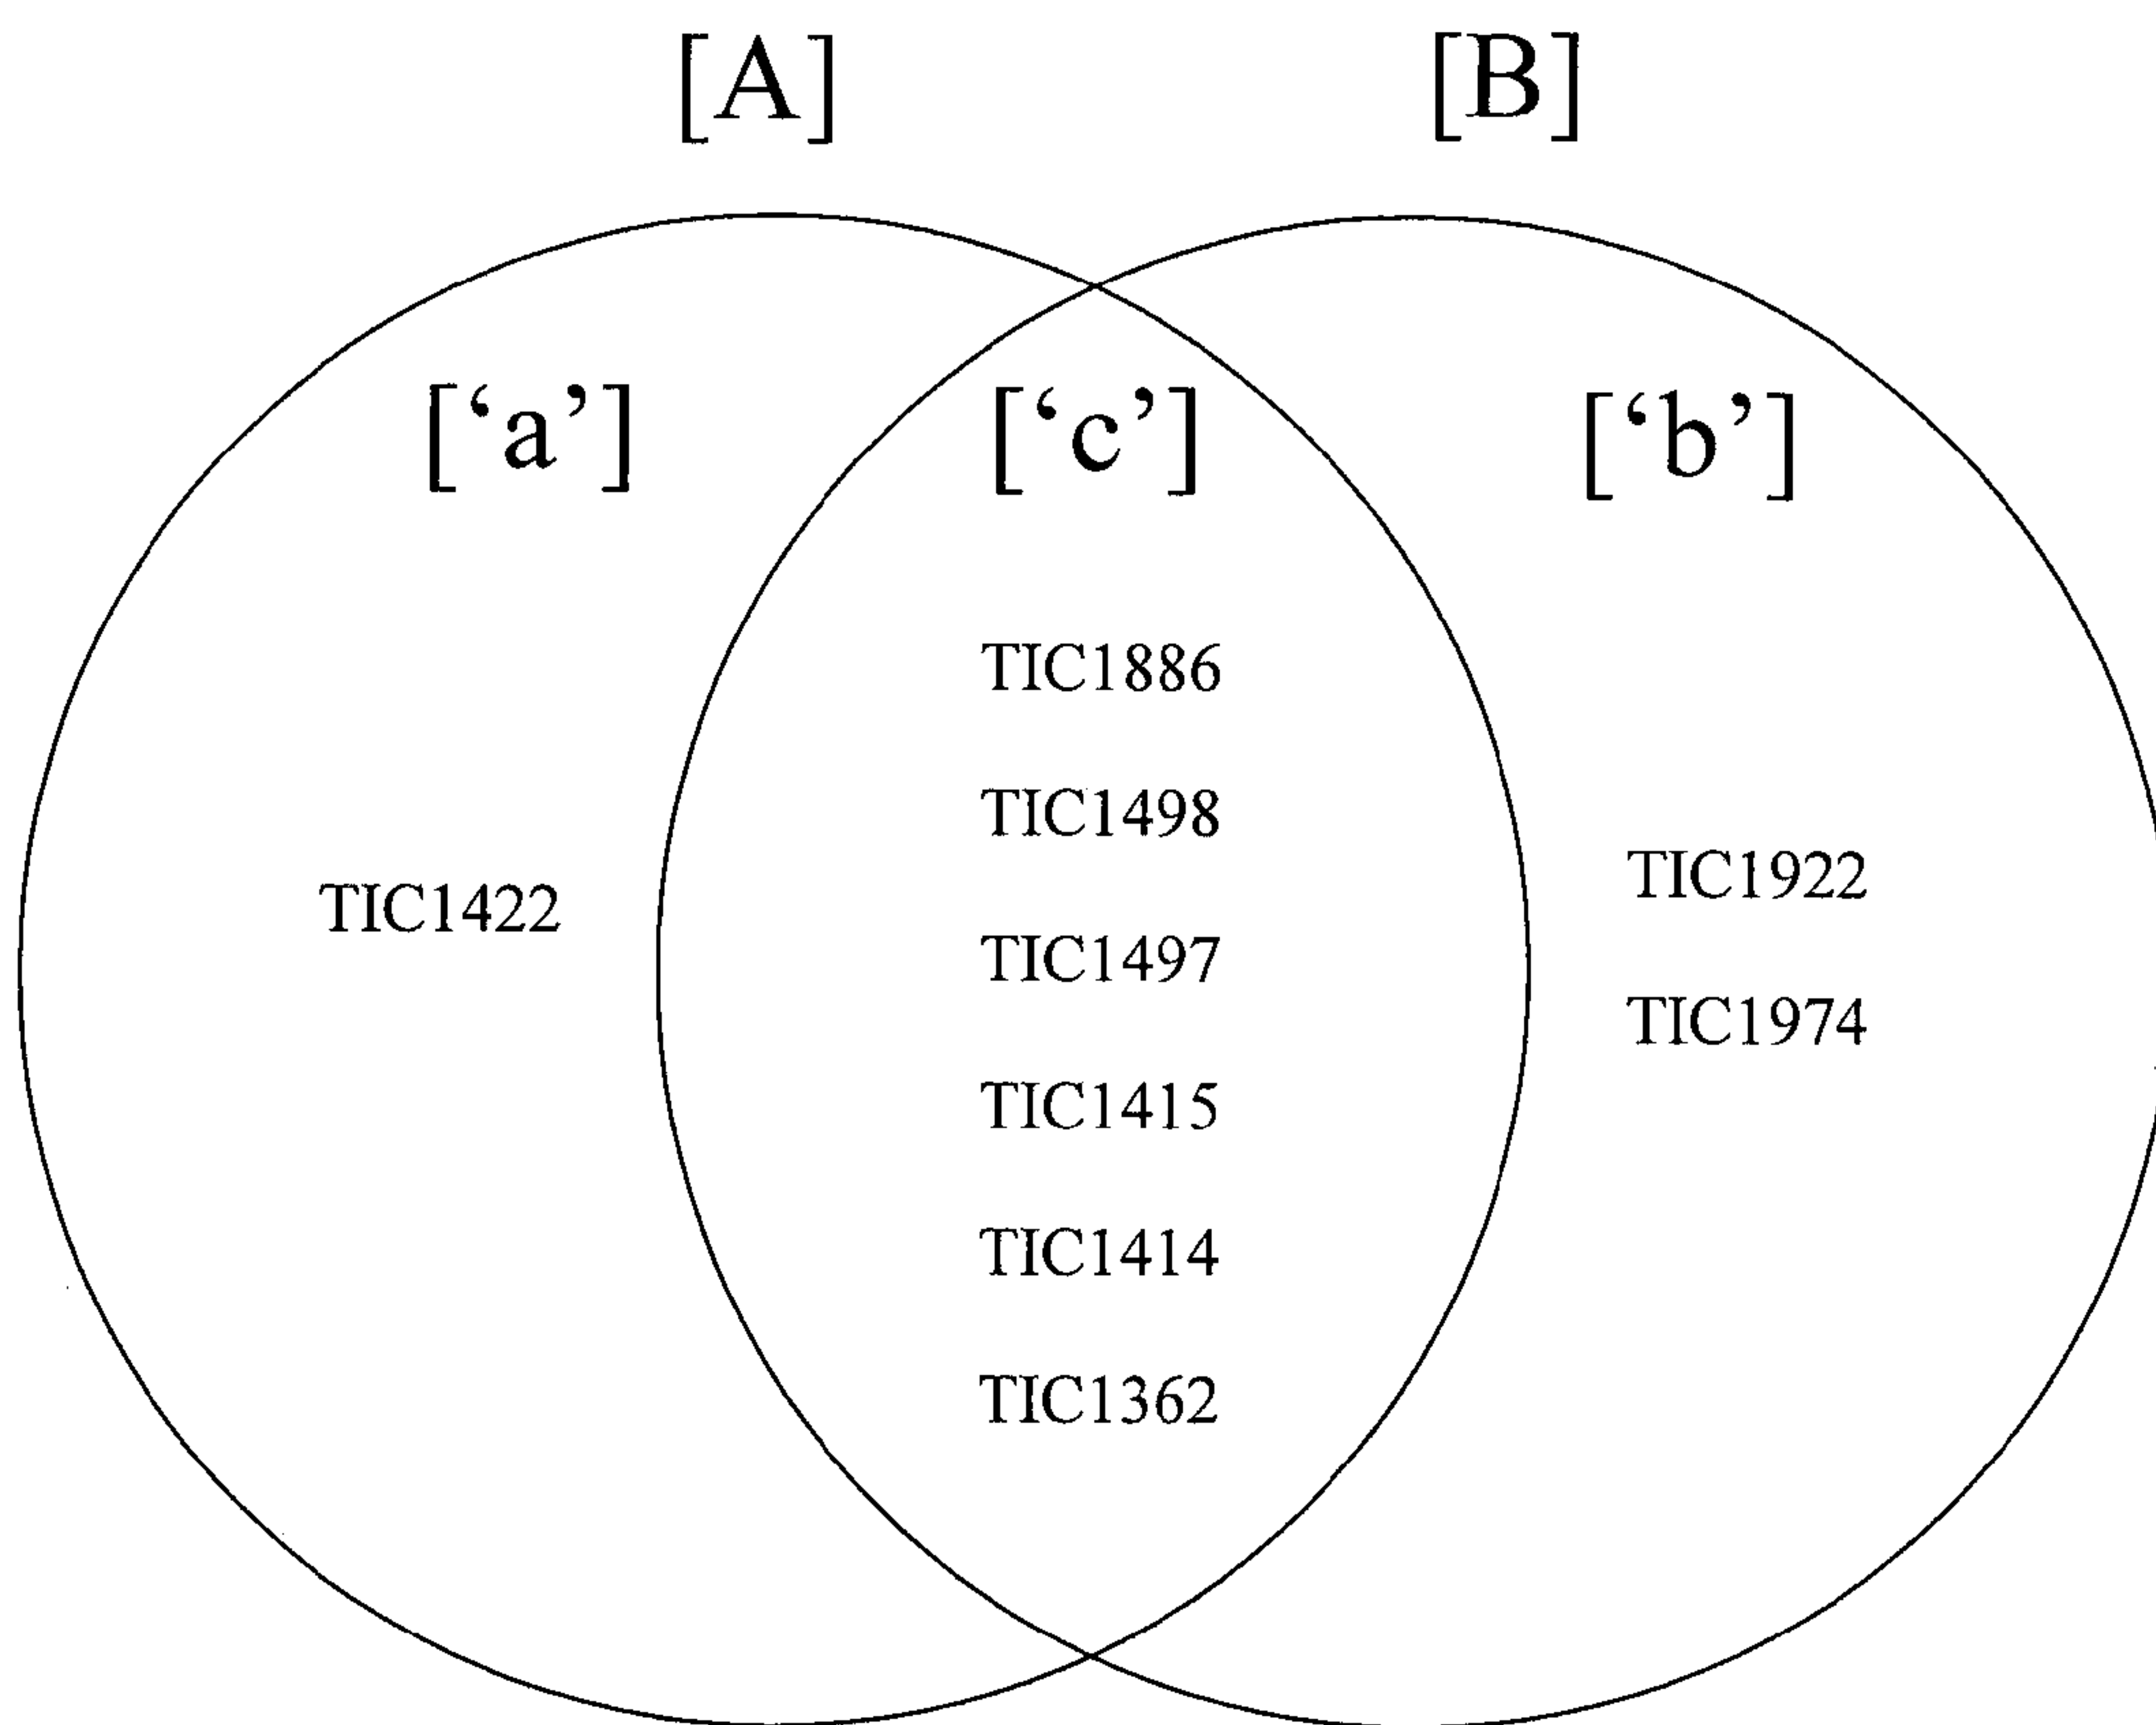 [A] [B]
[‘a’] [‘c’] [‘b’]
TIC1886
TIC1498
TIC1922
TIC1422
TIC1497
TIC1974
TIC1415
TIC1414
TIC1362